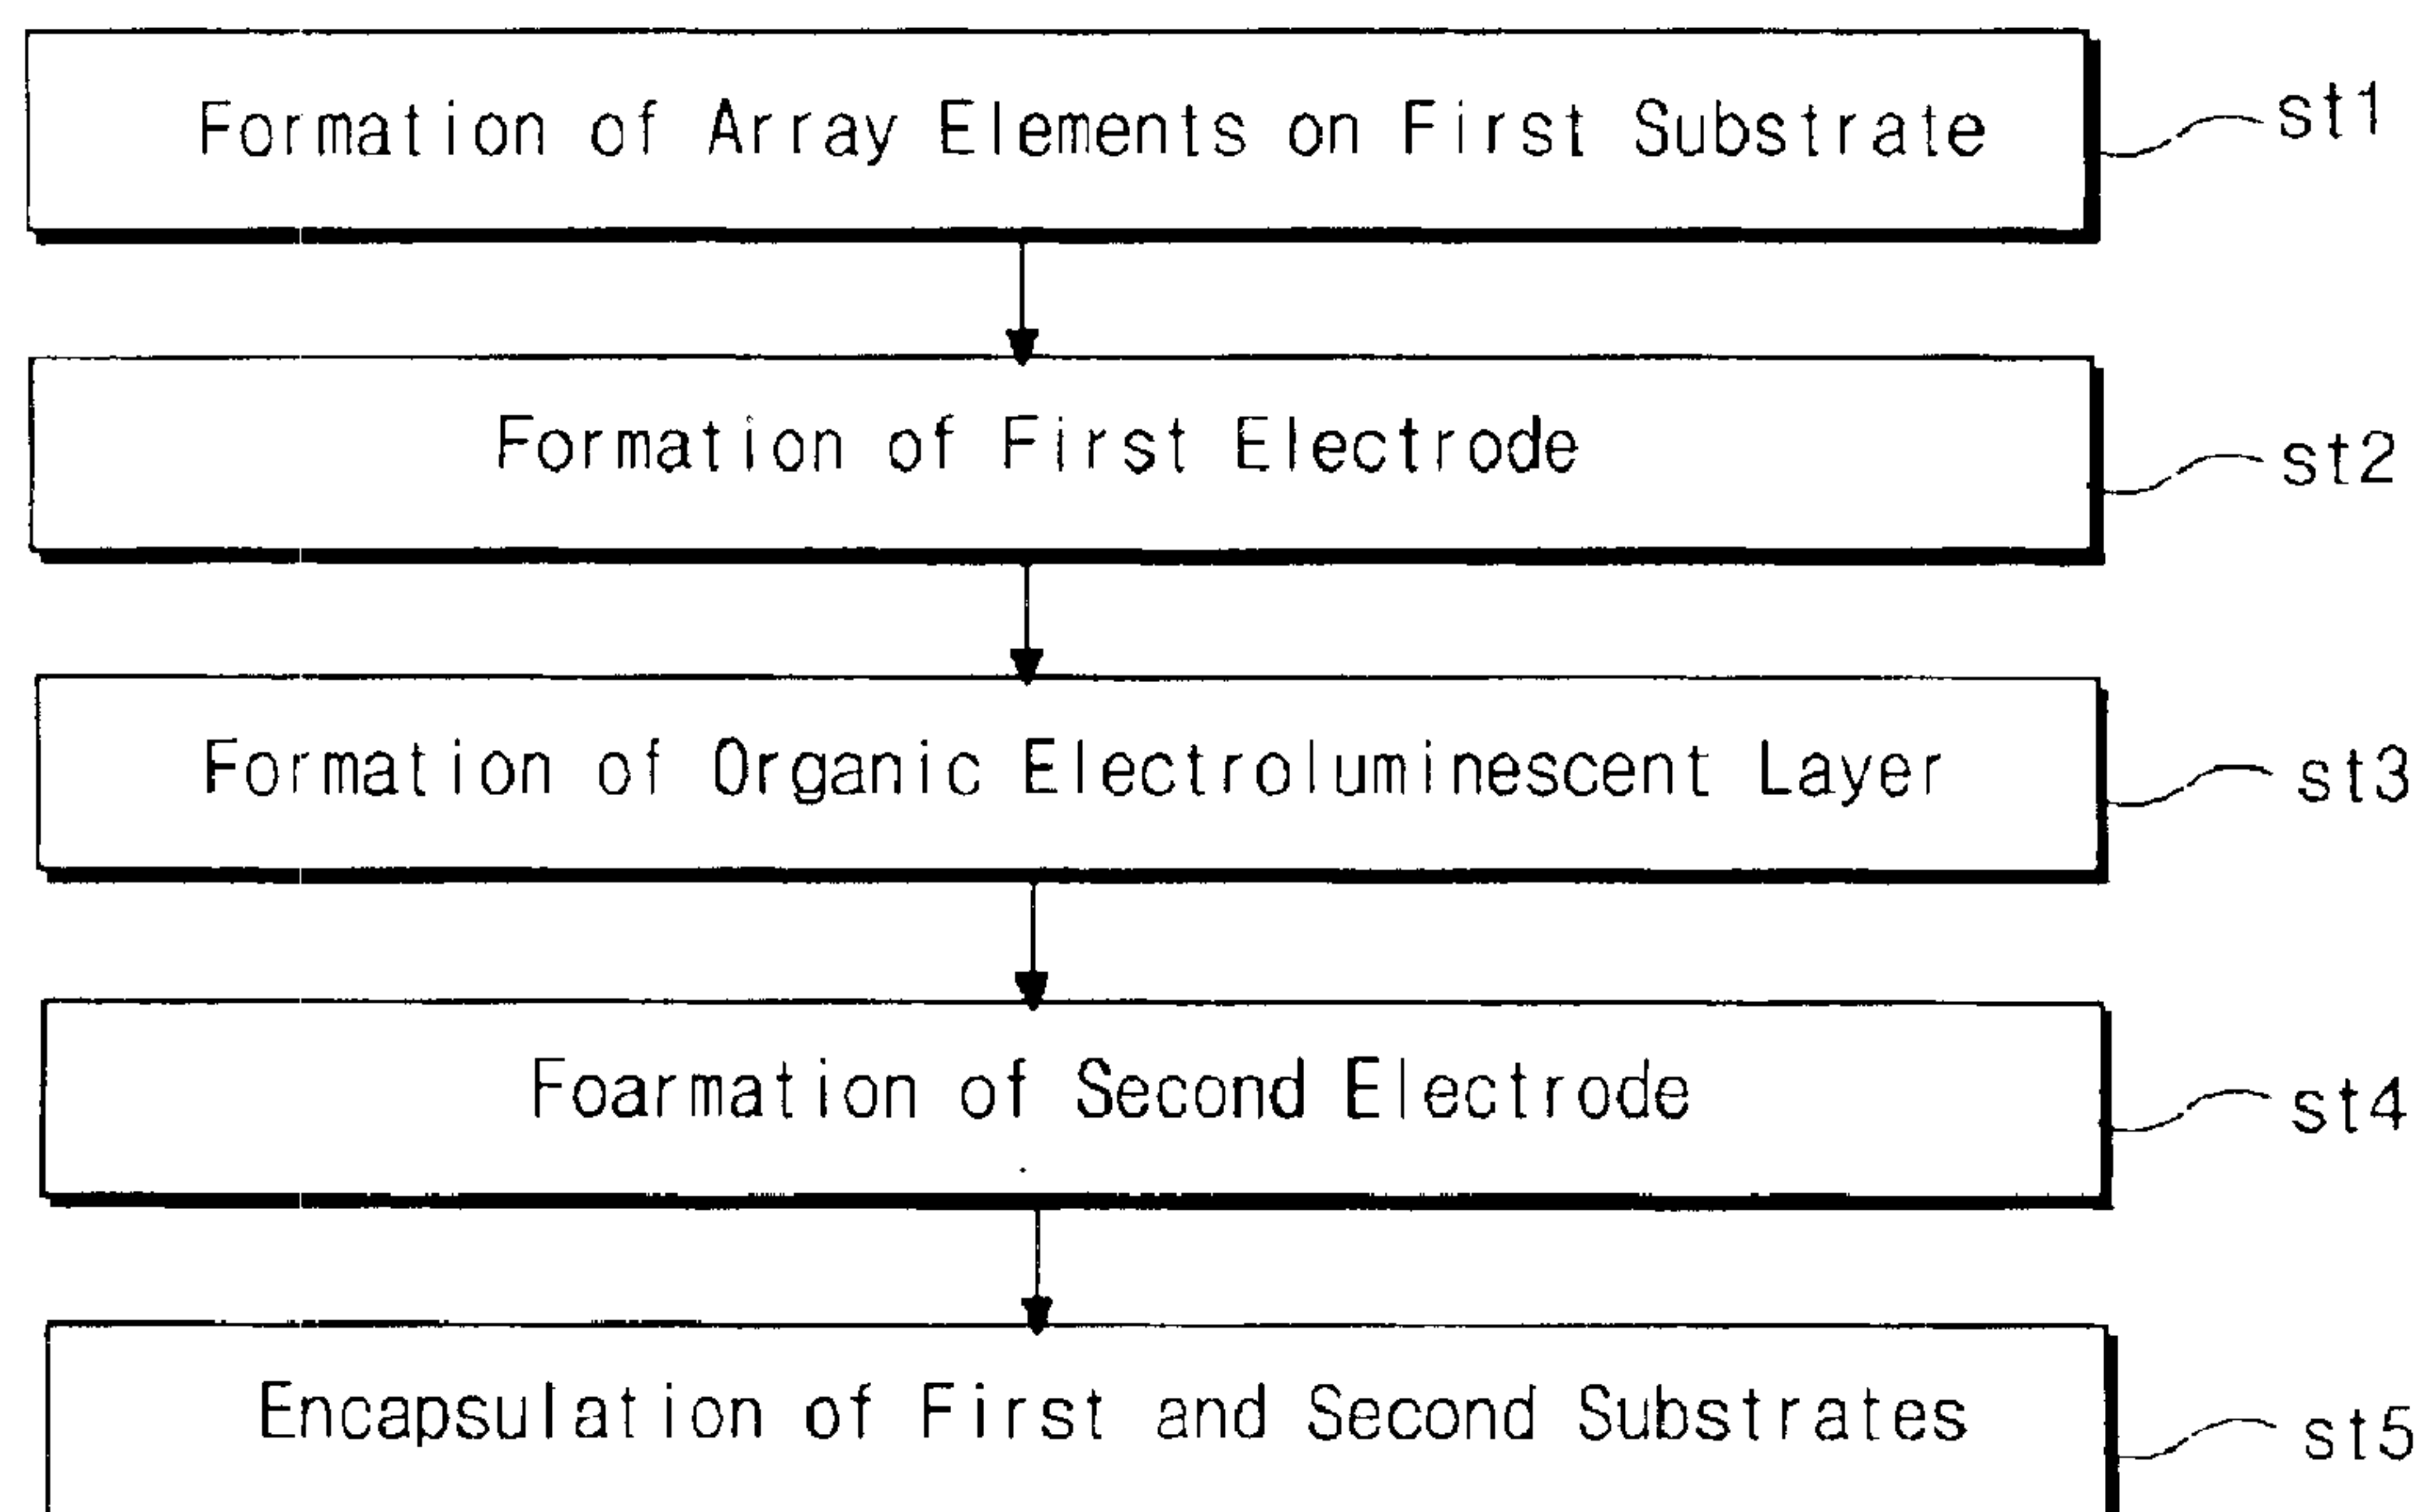 Formation of Array Elements on First Substrate
st1
Formation of First Electrode
st2
Formation of Organic Electroluminescent Layer
st3
Foarmation of Second Electrode
st4
Encapsulation of First and Second Substrates
st5